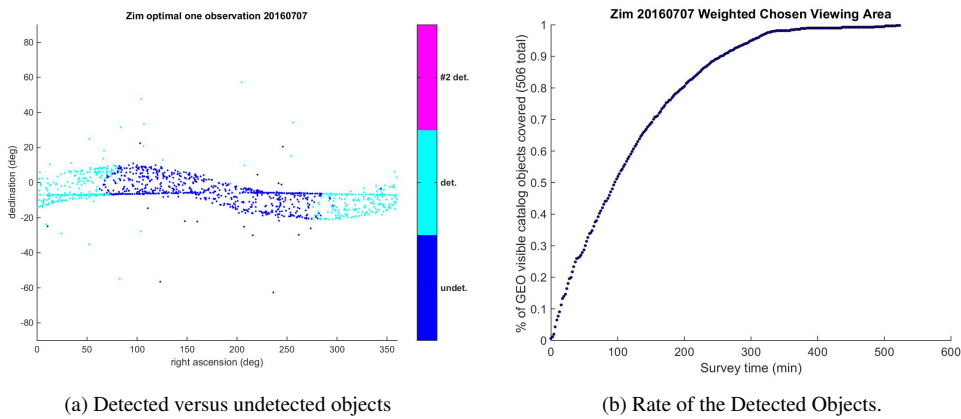 Zim optimal one observation 20160707
80
60
40
20
0
-20
-40
-60
-80
declination (deg)
0 50 100 150 200 250 300 350
right ascension (deg)
#2 det.
det.
undet.
(a) Detected versus undetected objects
Zim 20160707 Weighted Chosen Viewing Area
1
0.9
0.8
0.7
0.6
0.5
0.4
0.3
0.2
0.1
0
% of GEO visible catalog objects covered (506 total)
0 100 200 300 400 500 600
Survey time (min)
(b) Rate of the Detected Objects.